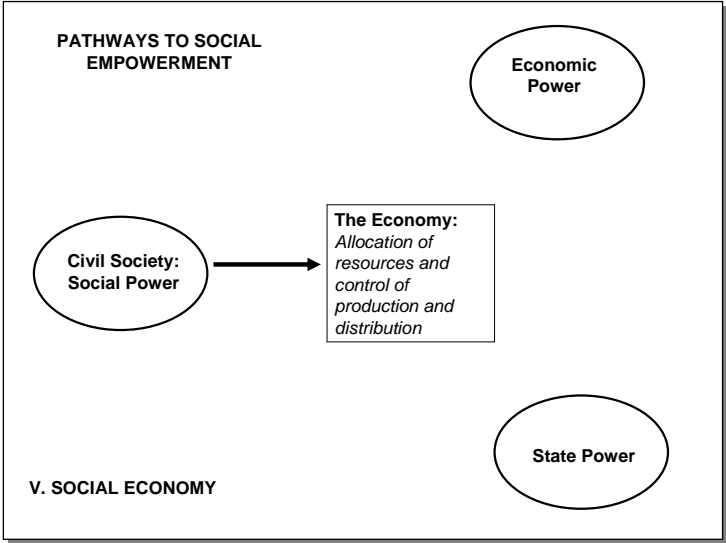 PATHWAYS TO SOCIAL
EMPOWERMENT
Economic
Power
The Economy:
Allocation of
resources and
control of
production and
distribution
Civil Society:
Social Power
State Power
V. SOCIAL ECONOMY